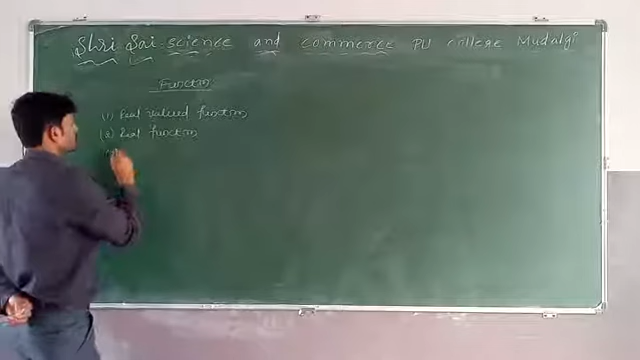 Shri Sai science and commerce PU college Mudalgi
Function
(1) Real valued function
(2) Real function